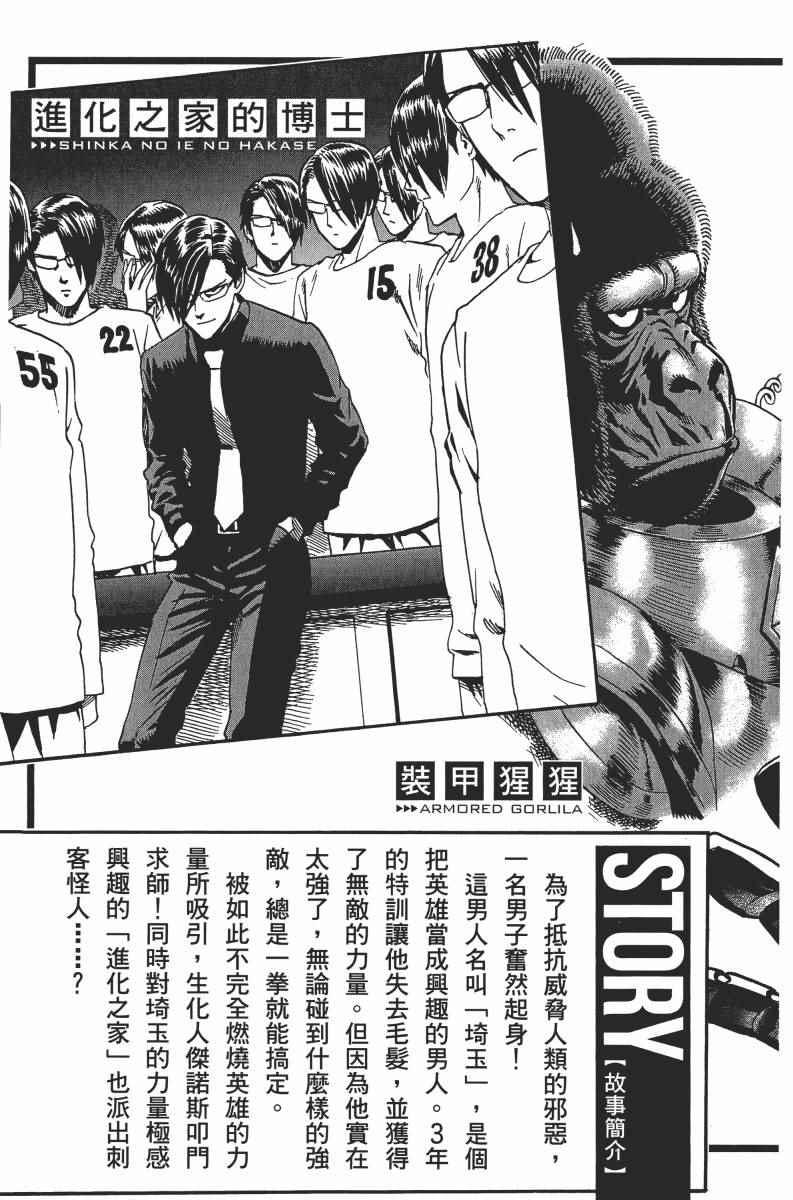 進化之家的博士
▸▸▸SHINKA NO IE NO HAKASE
55
22
15
38
裝甲猩猩
▸▸▸ARMORED GORLILA
STORY
【故事簡介】
為了抵抗威脅人類的邪惡，
一名男子奮然起身！
這男人名叫「埼玉」，是個
把英雄當成興趣的男人。3年
的特訓讓他失去毛髮，並獲得
了無敵的力量。但因為他實在
太強了，無論碰到什麼樣的強
敵，總是一拳就能搞定。
被如此不完全燃燒英雄的力
量所吸引，生化人傑諾斯叩門
求師！同時對埼玉的力量極感
興趣的「進化之家」也派出刺
客怪人……？